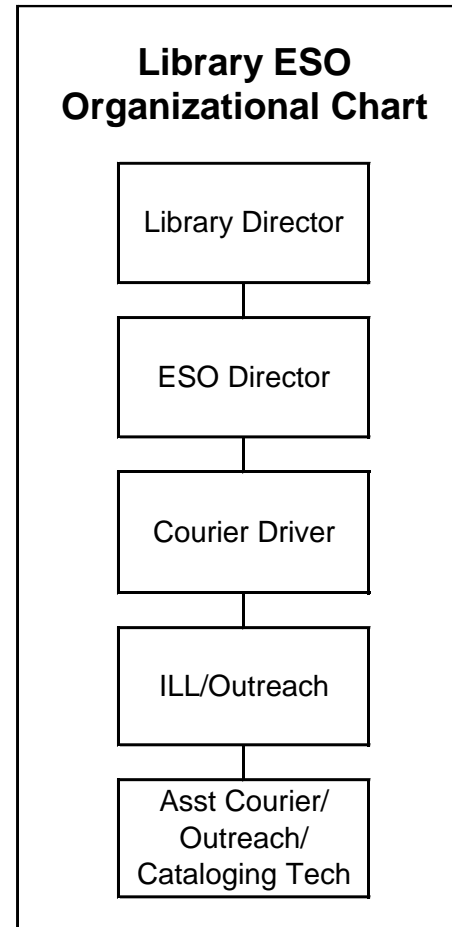 Library ESO
Organizational Chart
Library Director
ESO Director
Courier Driver
ILL/Outreach
Asst Courier/
Outreach/
Cataloging Tech